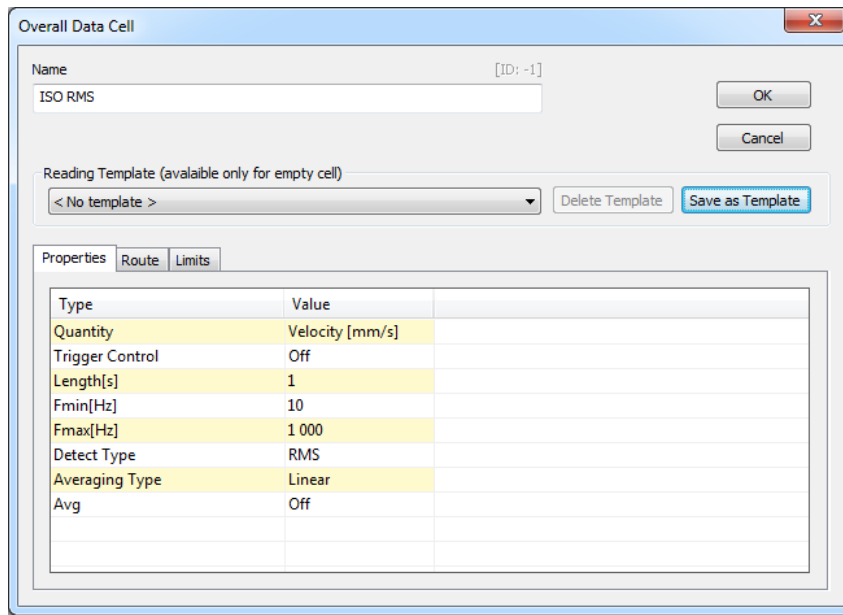 Overall Data Cell
Name [ID: -1]
ISO RMS
OK
Cancel
Reading Template (avalaible only for empty cell)
< No template > Delete Template Save as Template
Properties Route Limits
Type Value
Quantity Velocity [mm/s]
Trigger Control Off
Length[s] 1
Fmin[Hz] 10
Fmax[Hz] 1 000
Detect Type RMS
Averaging Type Linear
Avg Off